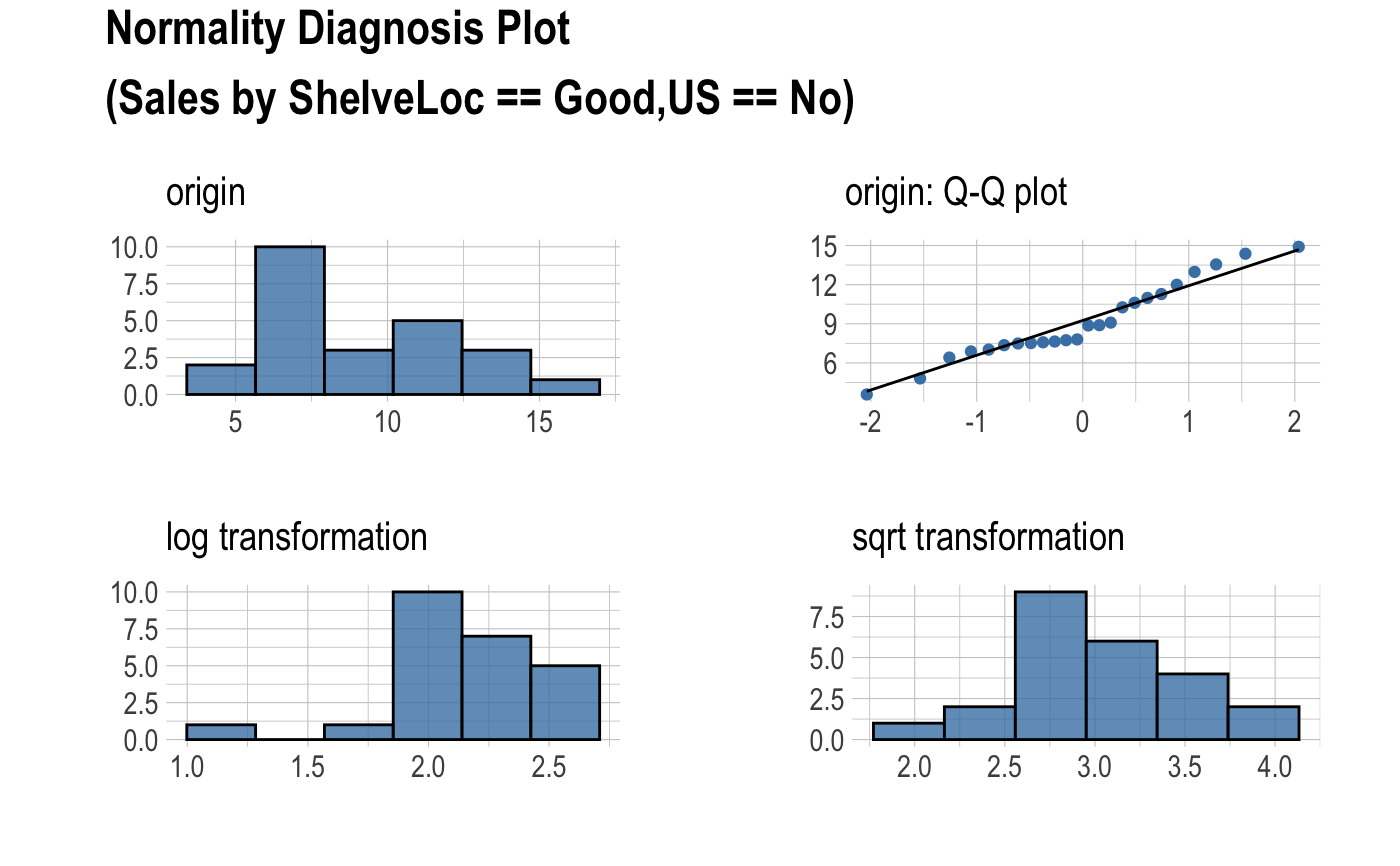 Normality Diagnosis Plot
(Sales by ShelveLoc == Good,US == No)
origin
10.0
7.5
5.0
2.5
0.0
5 10 15
origin: Q-Q plot
15
12
9
6
-2 -1 0 1 2
log transformation
10.0
7.5
5.0
2.5
0.0
1.0 1.5 2.0 2.5
sqrt transformation
7.5
5.0
2.5
0.0
2.0 2.5 3.0 3.5 4.0